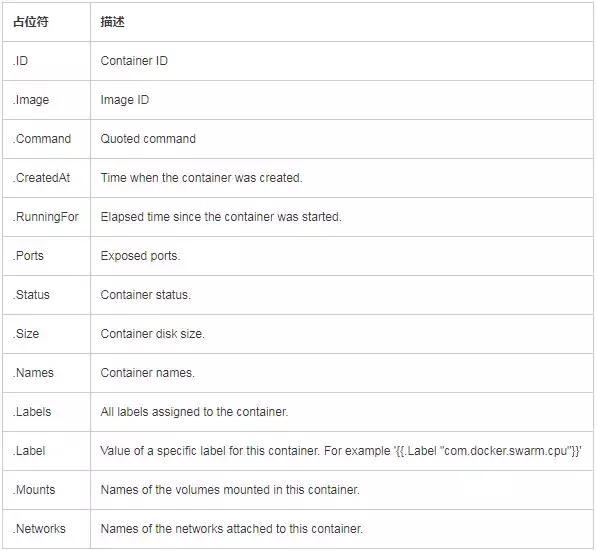 占位符 描述
.ID Container ID
.Image Image ID
.Command Quoted command
.CreatedAt Time when the container was created.
.RunningFor Elapsed time since the container was started.
.Ports Exposed ports.
.Status Container status.
.Size Container disk size.
.Names Container names.
.Labels All labels assigned to the container.
.Label Value of a specific label for this container. For example '{{.Label "com.docker.swarm.cpu"}}'
.Mounts Names of the volumes mounted in this container.
.Networks Names of the networks attached to this container.